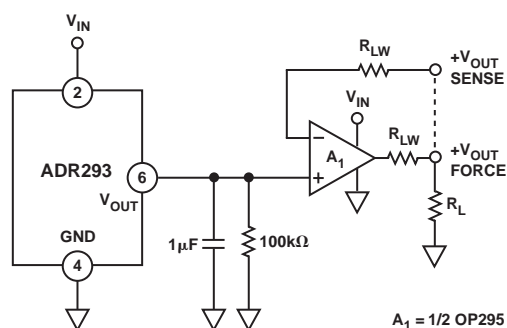 V_IN
2
ADR293
6
V_OUT
GND
4
1µF
100kΩ
R_LW
+V_OUT
SENSE
V_IN
−
A_1
+
R_LW
+V_OUT
FORCE
R_L
A_1 = 1/2 OP295